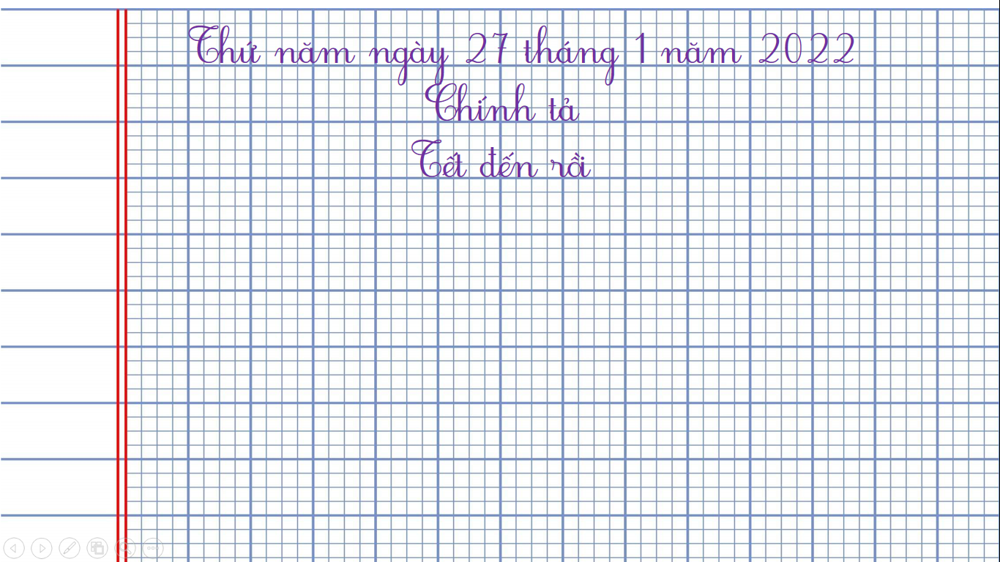 Thứ năm ngày 27 tháng 1 năm 2022
Chính tả
Tết đến rồi